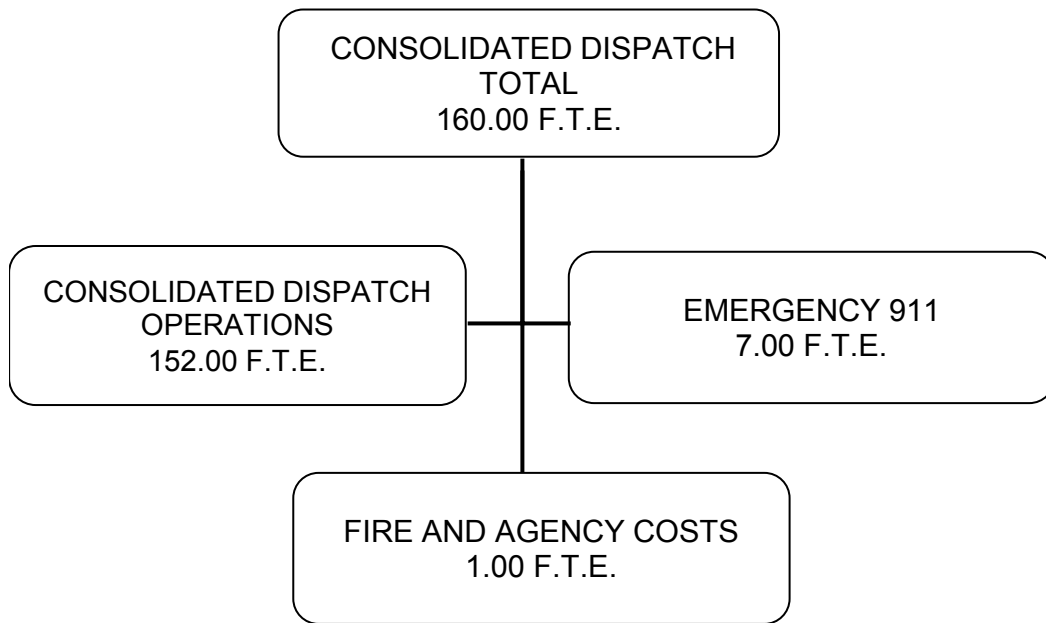 CONSOLIDATED DISPATCH
TOTAL
160.00 F.T.E.
CONSOLIDATED DISPATCH
OPERATIONS
152.00 F.T.E.
EMERGENCY 911
7.00 F.T.E.
FIRE AND AGENCY COSTS
1.00 F.T.E.